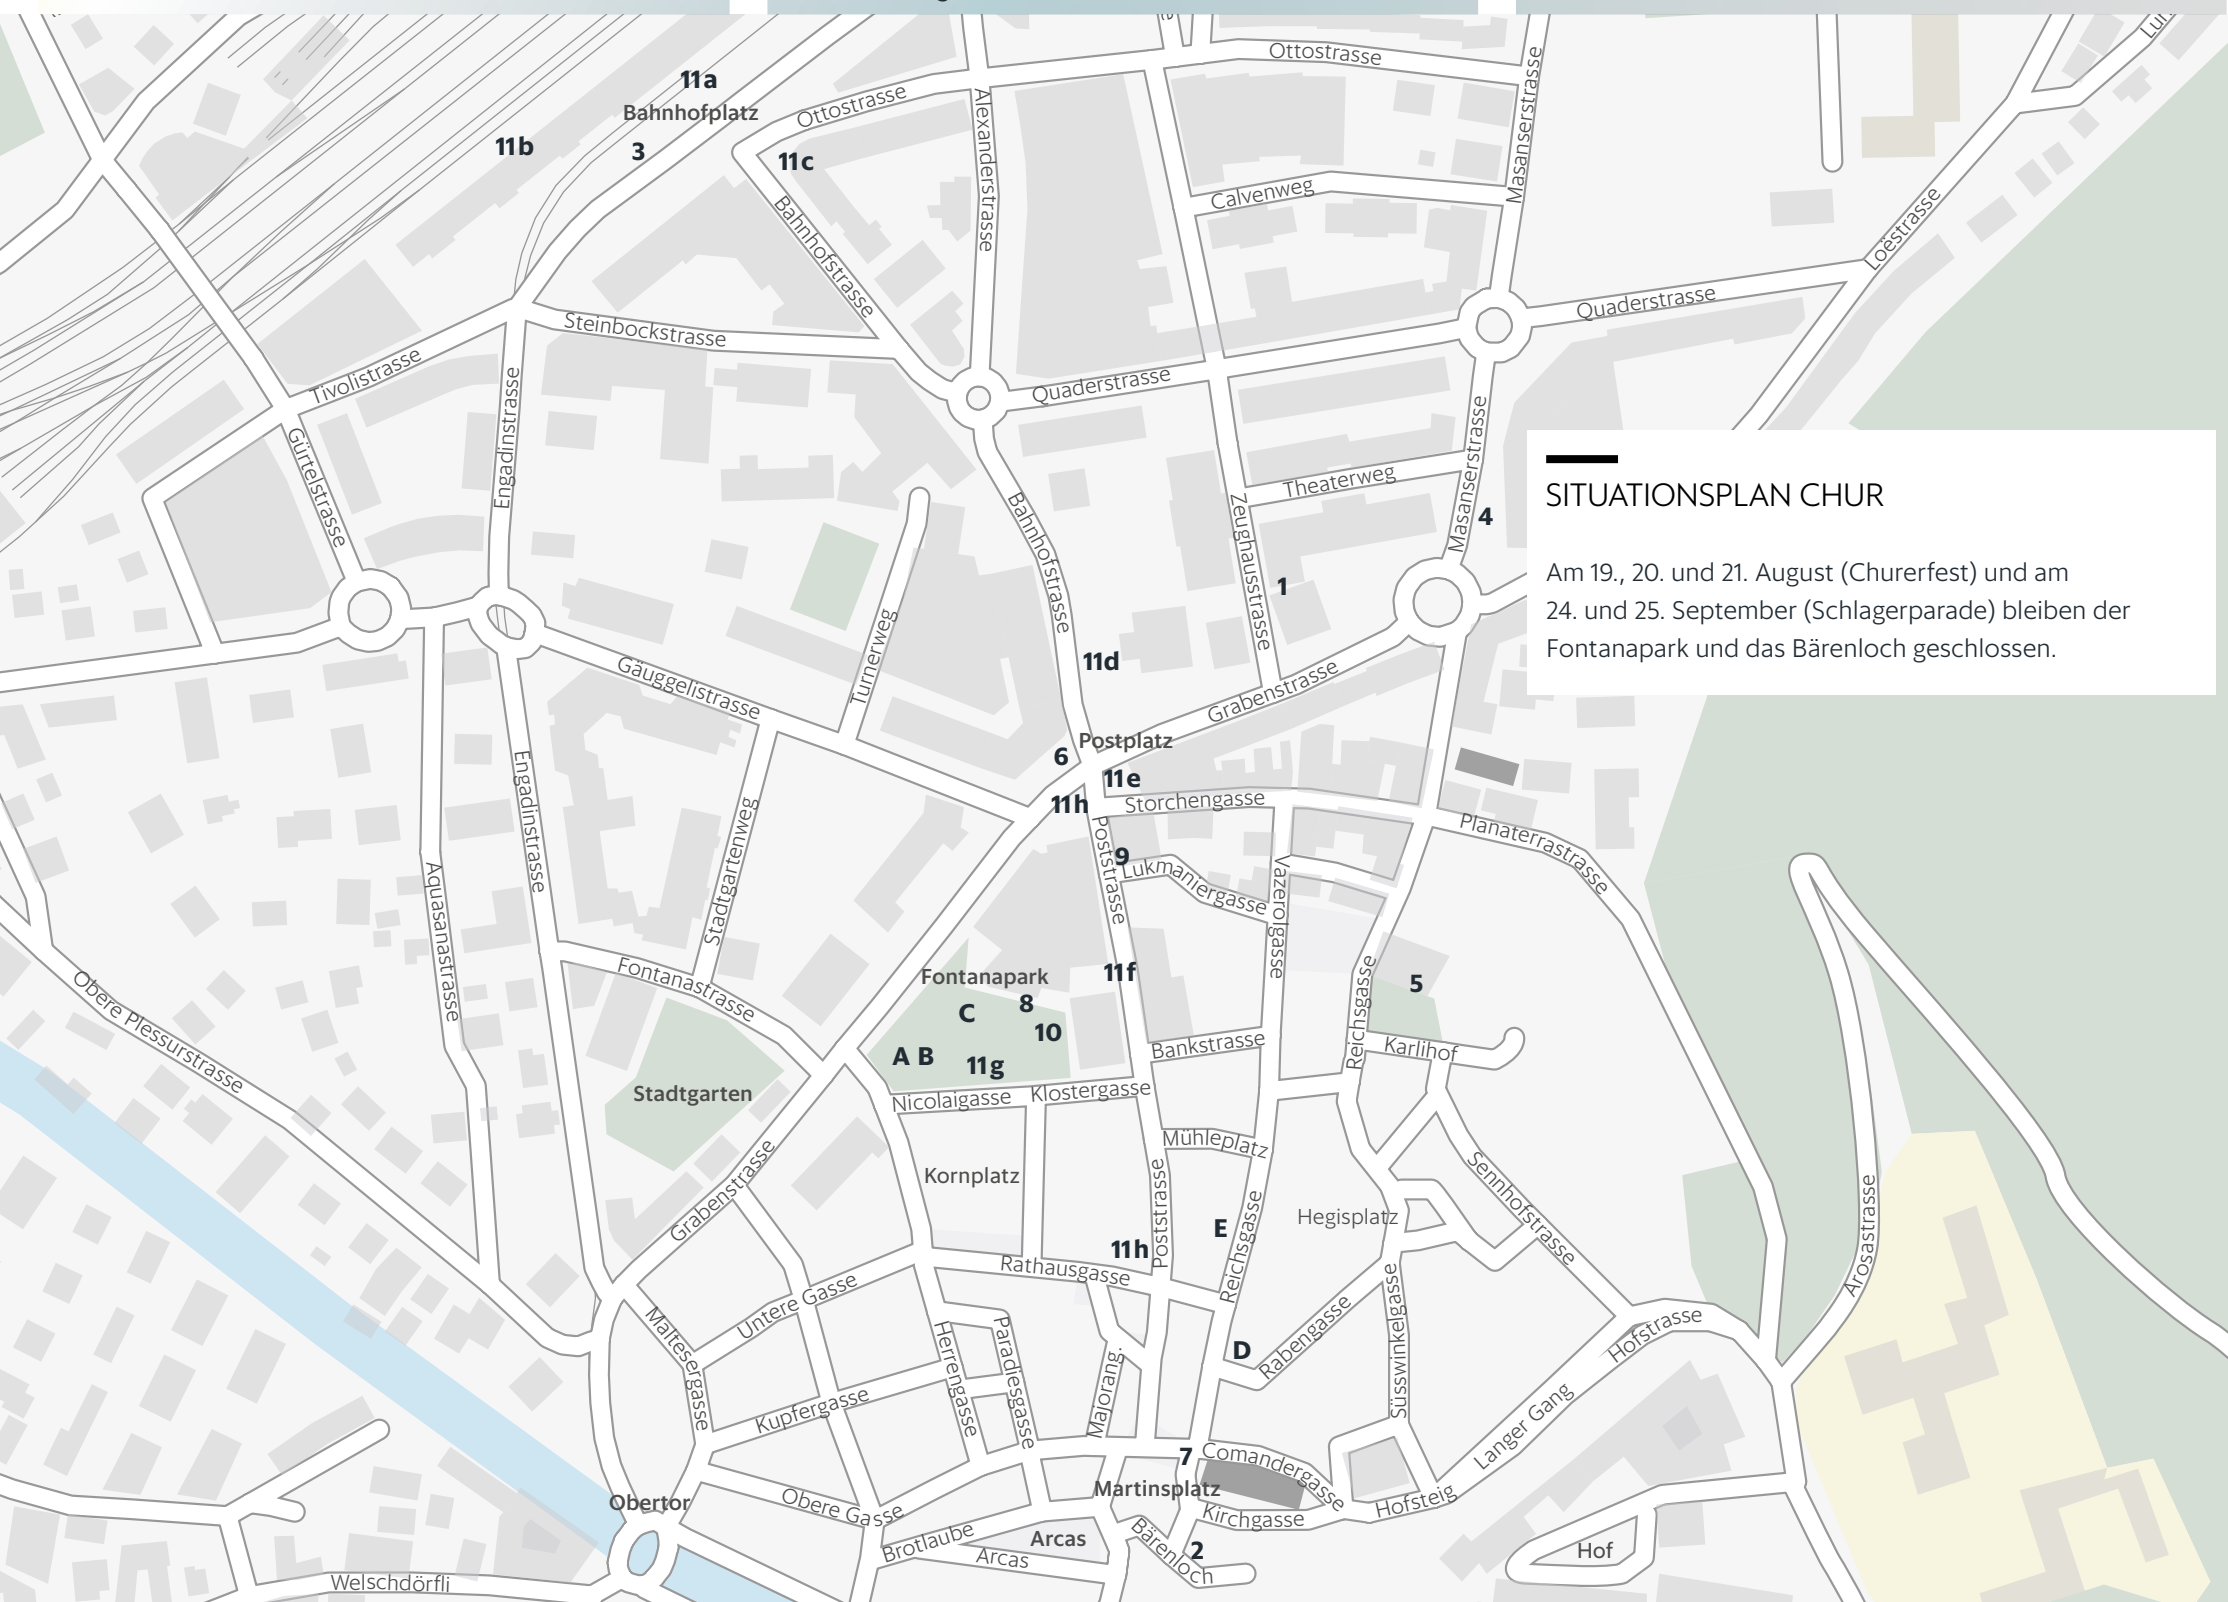 Ottostrasse
Masanserstrasse
11a
Bahnhofplatz
Ottostrasse
11b
3
11c
Alexanderstrasse
Calvenweg
Bahnhofstrasse
Loëstrasse
Quaderstrasse
Steinbockstrasse
Tivolistrasse
Quaderstrasse
Engadinstrasse
Gürtelstrasse
Masanserstrasse
Theaterweg
4
SITUATIONSPLAN CHUR
Am 19., 20. und 21. August (Churerfest) und am
24. und 25. September (Schlagerparade) bleiben der
Fontanapark und das Bärenloch geschlossen.
Bahnhofstrasse
Zeughausstrasse
1
Turnerweg
11d
Gäuggelistrasse
Grabenstrasse
Postplatz
6
11e
11h
Storchengasse
Engadinstrasse
Stadtgartenweg
Planaterrastrasse
Poststrasse
9
Lukmaniergasse
Vazerolgasse
Aquasanastrasse
Fontanastrasse
Fontanapark
11f
Reichsgasse
5
C
8
10
A B
11g
Obere Plessurstrasse
Bankstrasse
Karlihof
Stadtgarten
Nicolaigasse
Klostergasse
Mühleplatz
Kornplatz
Grabenstrasse
Poststrasse
Sennhofstrasse
Hegisplatz
E
Reichsgasse
11h
Arosastrasse
Rathausgasse
Untere Gasse
Maltesergasse
Herrengasse
Paradiesgasse
Majorang.
D
Rabengasse
Süsswinkelgasse
Hofstrasse
Kupfergasse
Langer Gang
7
Comandergasse
Martinsplatz
Obertor
Obere Gasse
Kirchgasse
Hofsteig
Brotlaube
Arcas
Arcas
Bärenloch
2
Hof
Welschdörfli